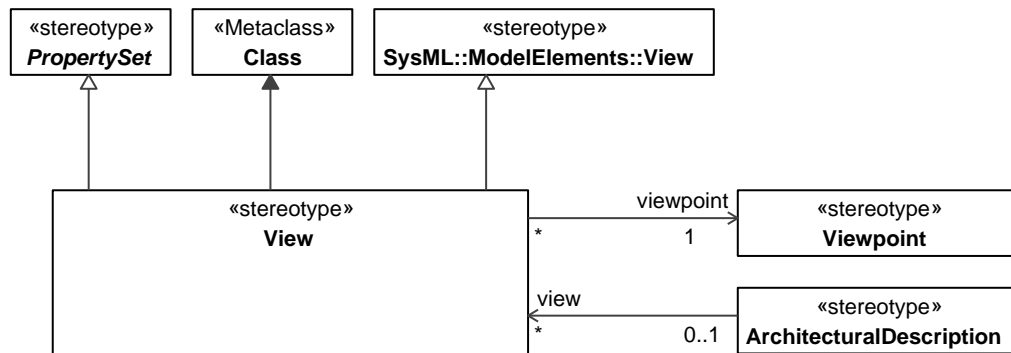 «stereotype»
PropertySet
«Metaclass»
Class
«stereotype»
SysML::ModelElements::View
«stereotype»
View
viewpoint
*
1
«stereotype»
Viewpoint
view
*
0..1
«stereotype»
ArchitecturalDescription